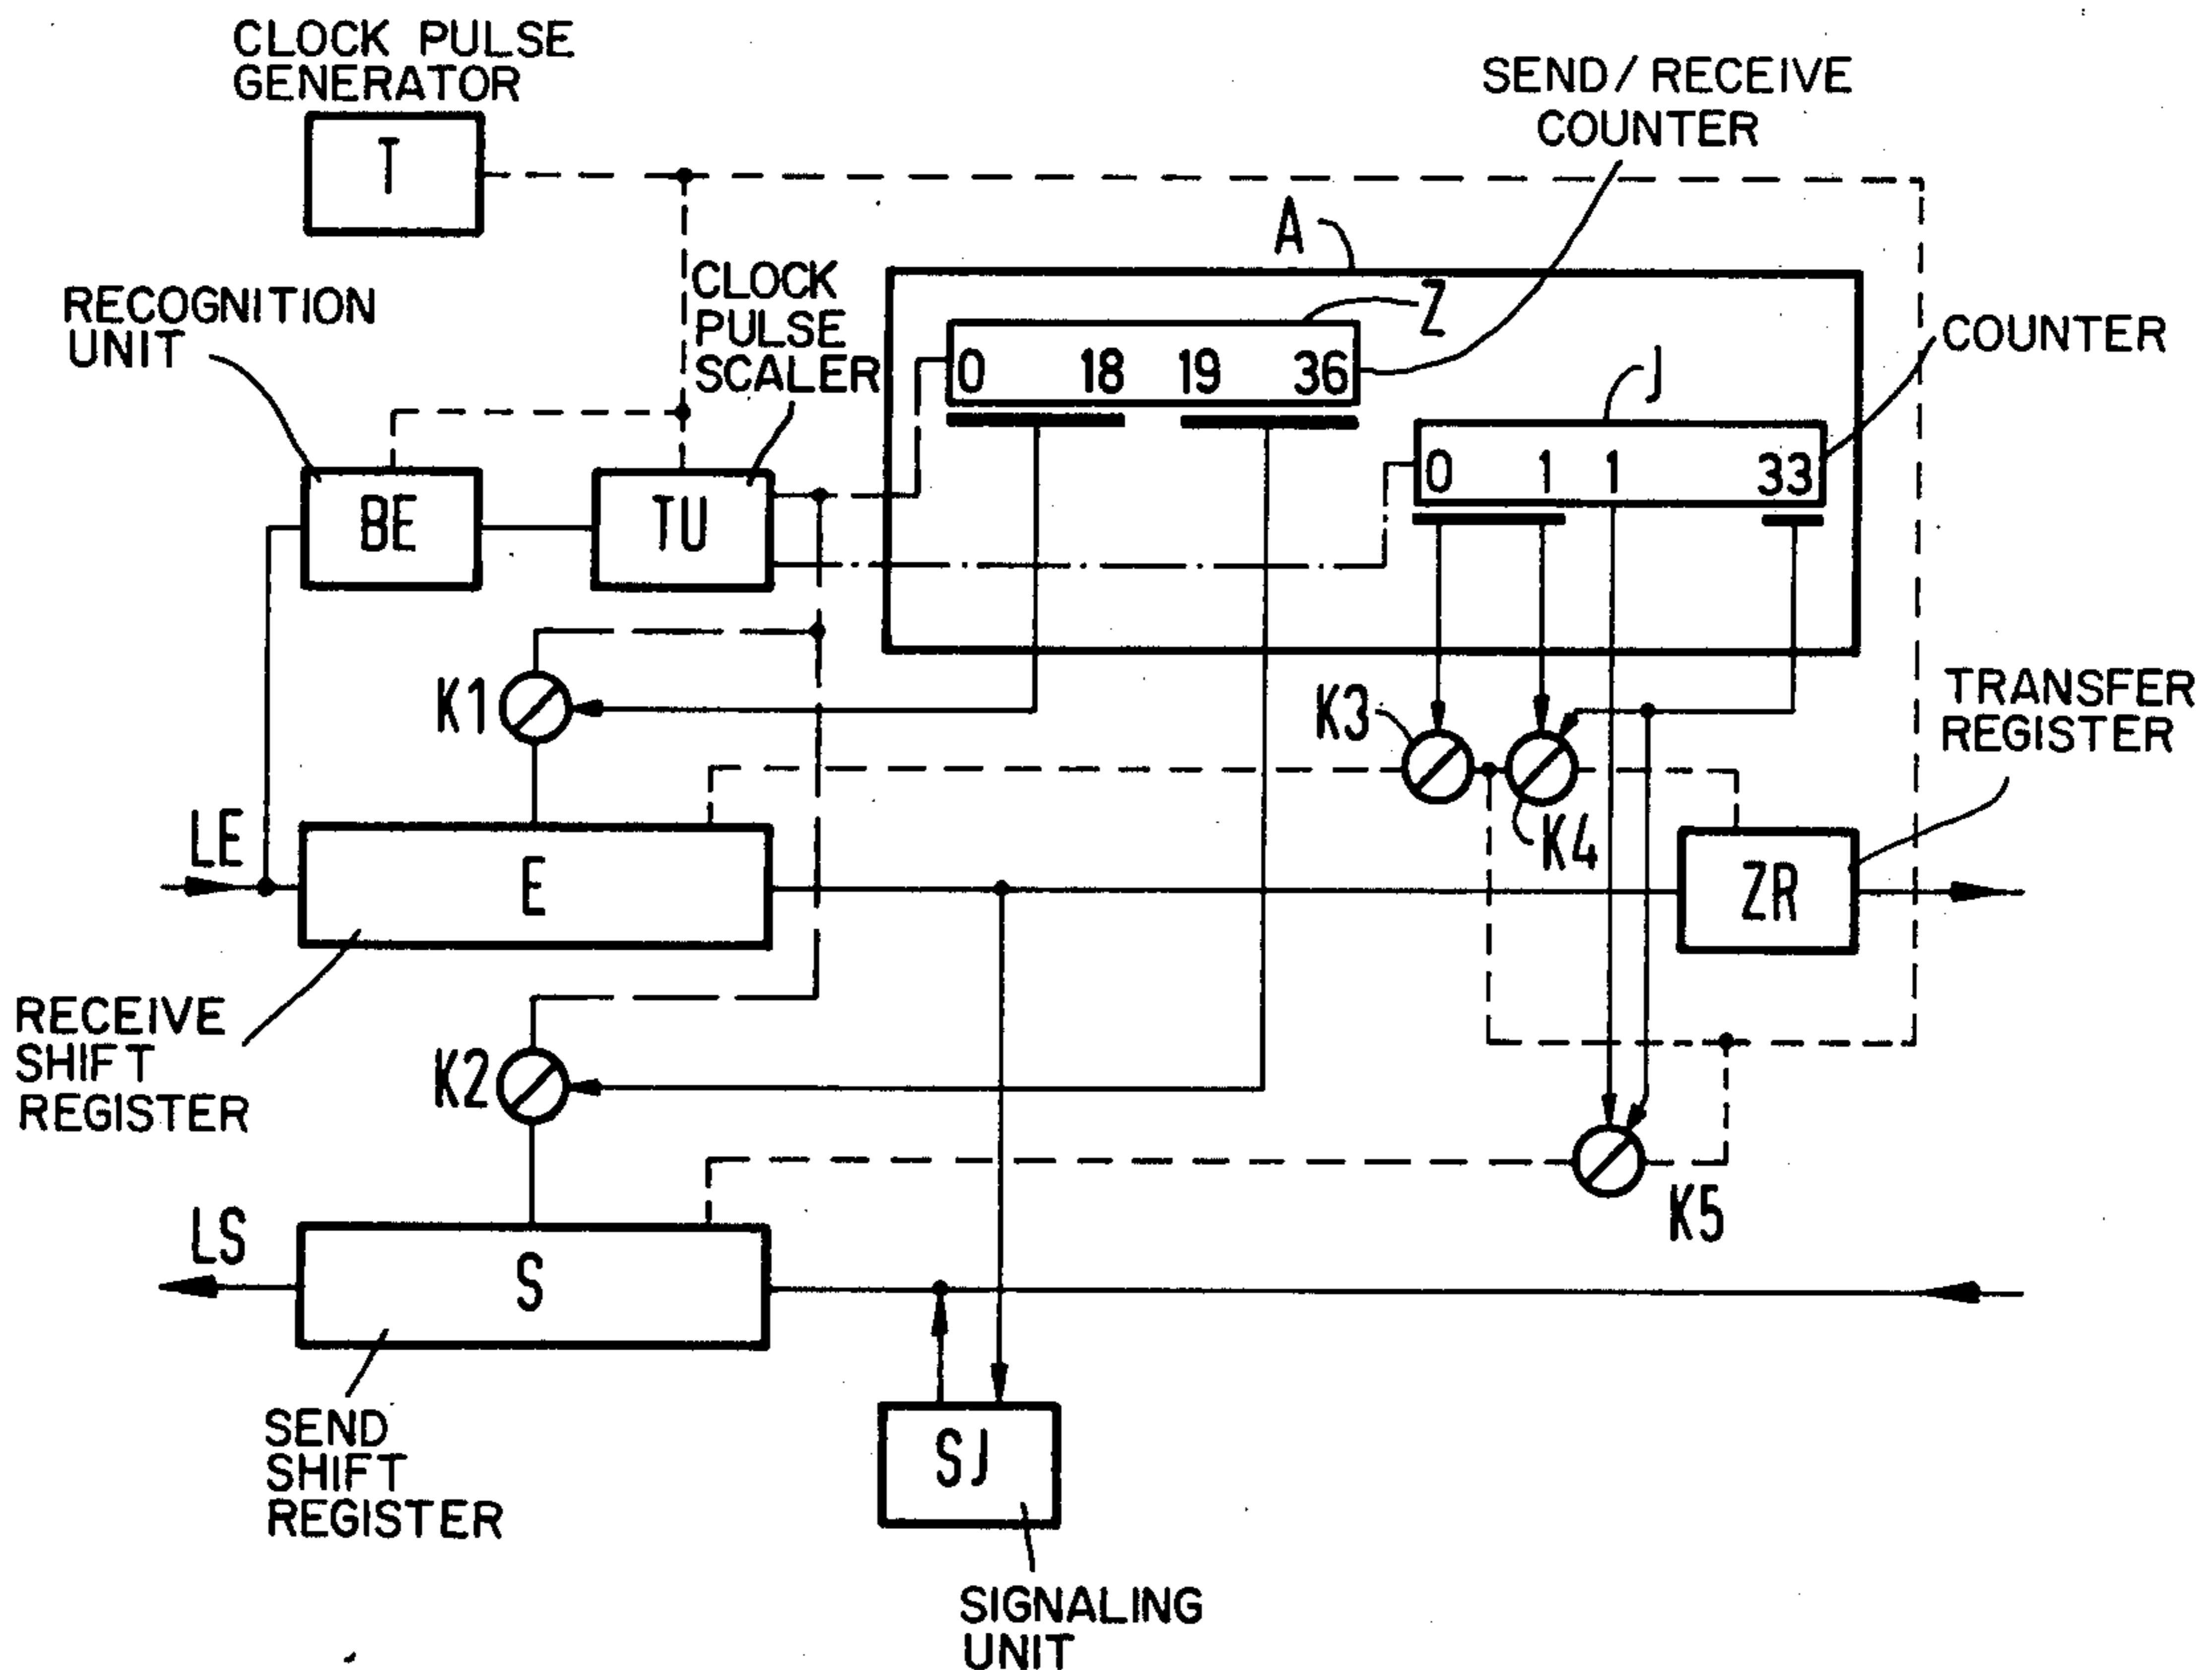 CLOCK PULSE
GENERATOR
T
SEND/RECEIVE
COUNTER
A
RECOGNITION
UNIT
CLOCK
PULSE
SCALER
Z
0 18 19 36
COUNTER
J
0 1 1 33
BE
TU
K1
K3
K4
TRANSFER
REGISTER
LE
E
ZR
RECEIVE
SHIFT
REGISTER
K2
K5
LS
S
SEND
SHIFT
REGISTER
SJ
SIGNALING
UNIT